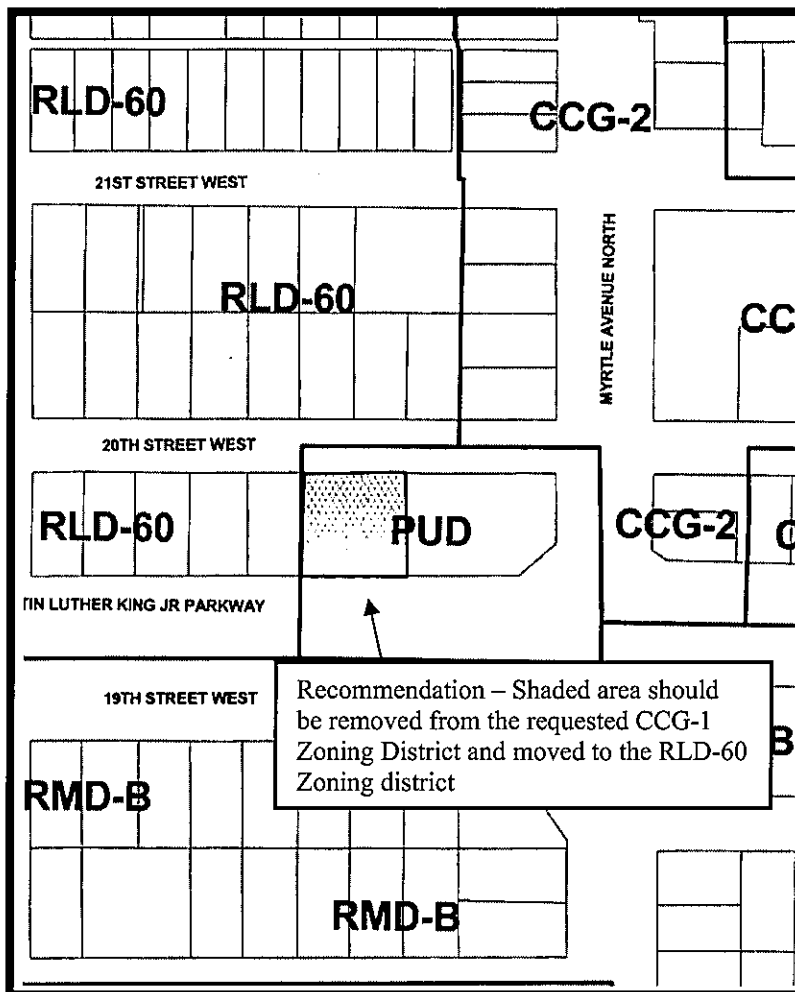 RLD-60
CCG-2
21ST STREET WEST
RLD-60
MYRTLE AVENUE NORTH
CC
20TH STREET WEST
RLD-60
PUD
CCG-2
C
TIN LUTHER KING JR PARKWAY
19TH STREET WEST
Recommendation – Shaded area should
be removed from the requested CCG-1
Zoning District and moved to the RLD-60
Zoning district
B
RMD-B
RMD-B